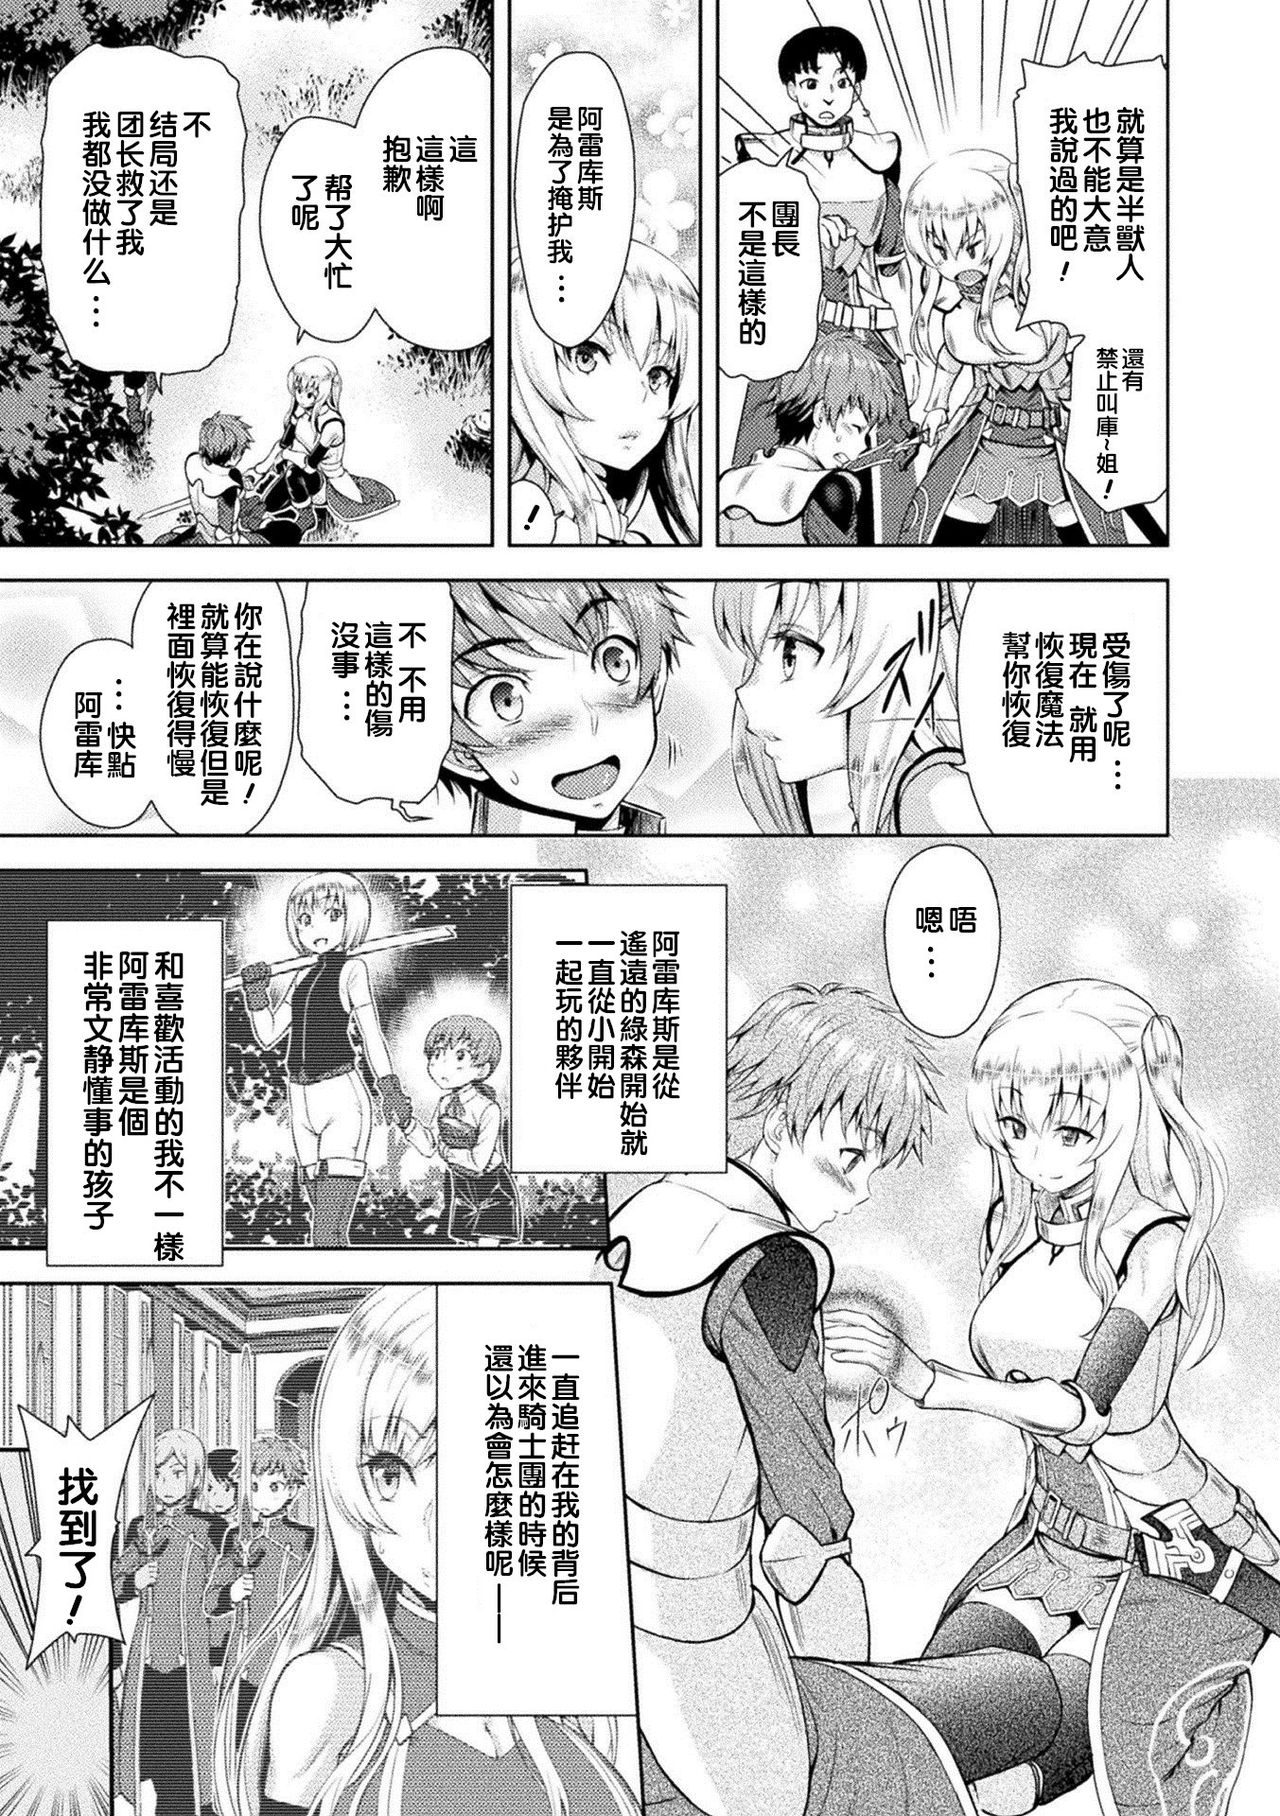 就算是半獸人
也不能大意
我說過的吧！
還有
禁止叫庫~姐！
團長
不是這樣的
阿雷库斯
是為了掩护我…
！
這
這樣啊
抱歉
帮了大忙
了呢
不
结局还是
团长救了我
我都没做什么…
受傷了呢…
現在 就用
恢復魔法
幫你恢復
不 不用
這樣的傷
沒事…
你在說什麼呢！
就算能恢復但是
裡面恢復得慢
…快點
阿雷库
唔
嗯…
ポゥ
阿雷库斯是從
遙遠的綠森開始就
一直從小開始
一起玩的夥伴
和喜歡活動的我不一樣
阿雷库斯是個
非常文静懂事的孩子
一直追赶在我的背后
進來騎士團的時候
還以為會怎麼樣呢——
找到了！